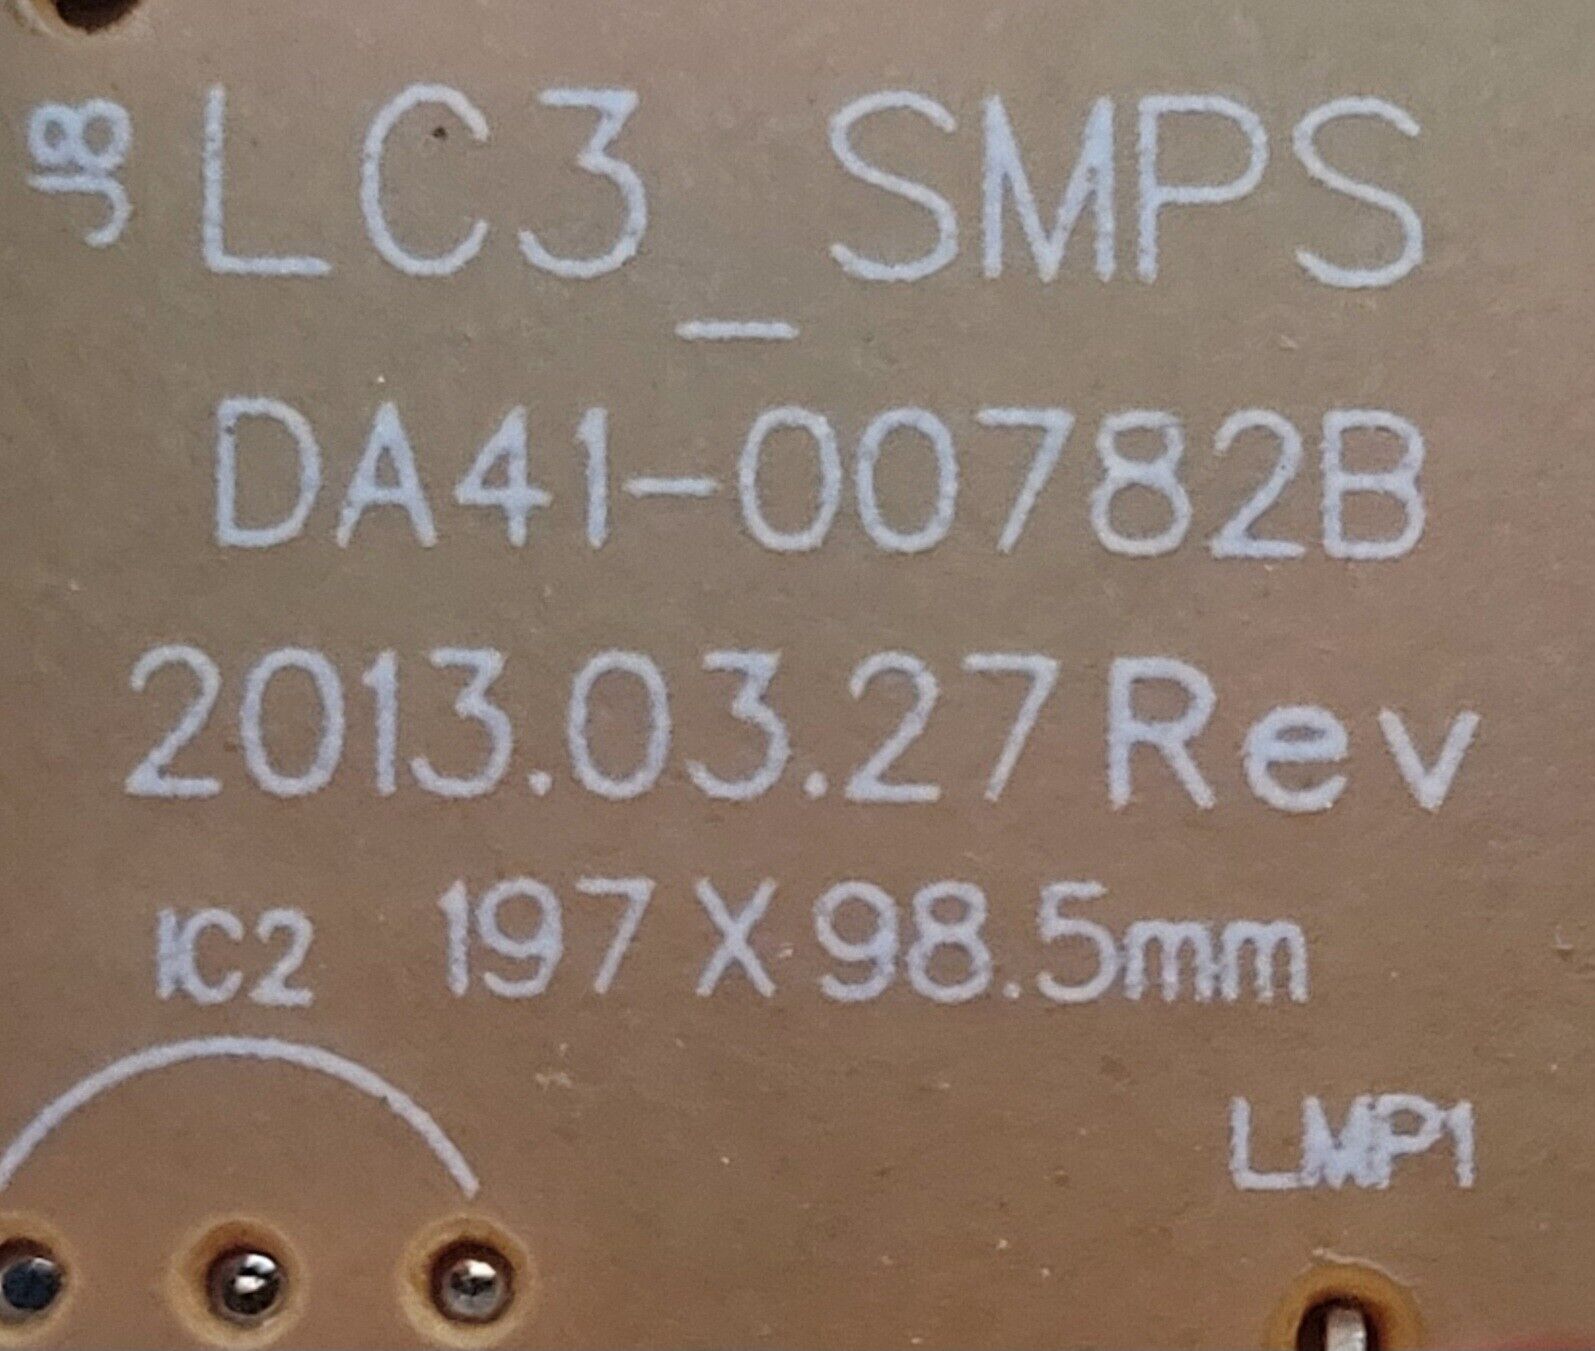 J8
LC3_SMPS
DA41-00782B
2013.03.27 Rev
197 X 98.5mm
IC2
LMP1